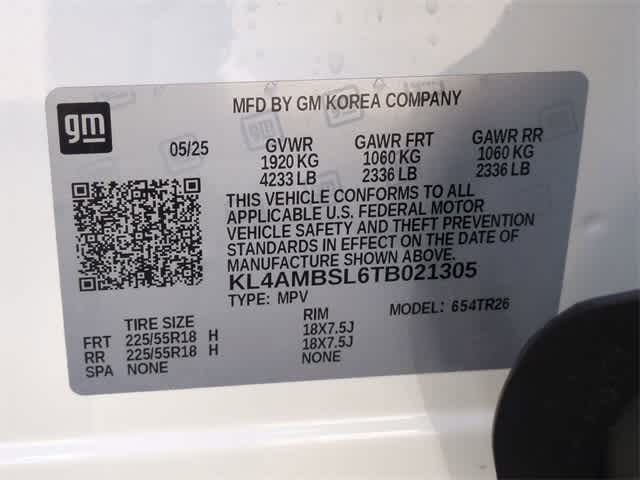 gm
MFD BY GM KOREA COMPANY
05/25 GVWR GAWR FRT GAWR RR
1920 KG 1060 KG 1060 KG
4233 LB 2336 LB 2336 LB
THIS VEHICLE CONFORMS TO ALL
APPLICABLE U.S. FEDERAL MOTOR
VEHICLE SAFETY AND THEFT PREVENTION
STANDARDS IN EFFECT ON THE DATE OF
MANUFACTURE SHOWN ABOVE.
KL4AMBSL6TB021305
TYPE: MPV MODEL: 654TR26
TIRE SIZE RIM
FRT 225/55R18 H 18X7.5J
RR 225/55R18 H 18X7.5J
SPA NONE NONE